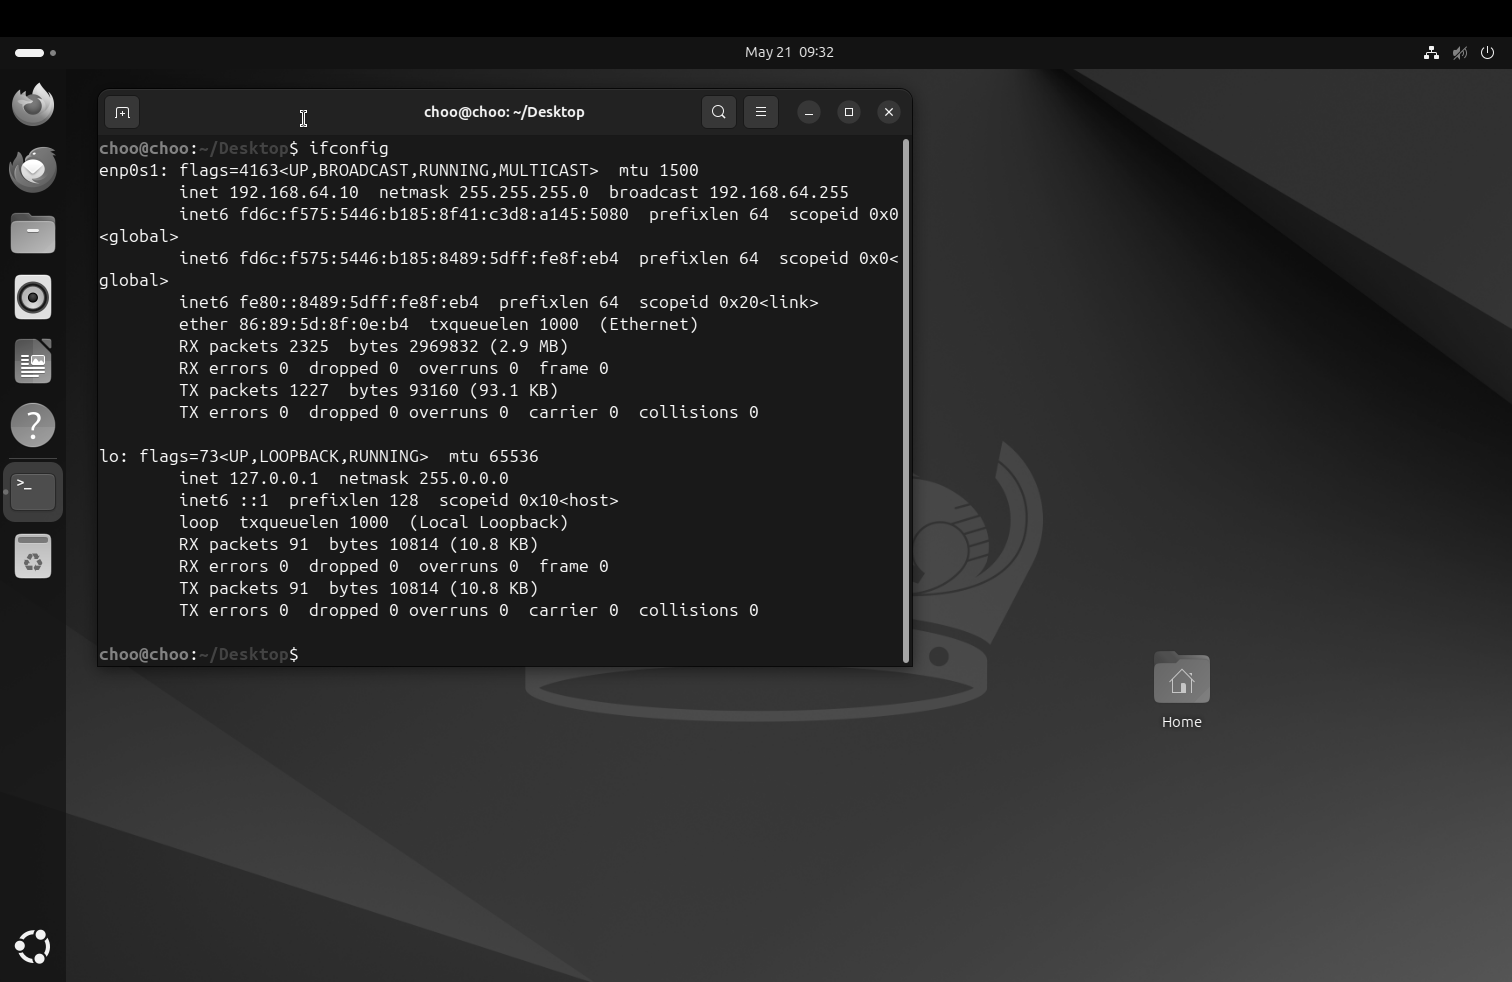 May 21 09:32
choo@choo: ~/Desktop
choo@choo:~/Desktop$ ifconfig
enp0s1: flags=4163<UP,BROADCAST,RUNNING,MULTICAST>  mtu 1500
        inet 192.168.64.10  netmask 255.255.255.0  broadcast 192.168.64.255
        inet6 fd6c:f575:5446:b185:8f41:c3d8:a145:5080  prefixlen 64  scopeid 0x0
<global>
        inet6 fd6c:f575:5446:b185:8489:5dff:fe8f:eb4  prefixlen 64  scopeid 0x0<
global>
        inet6 fe80::8489:5dff:fe8f:eb4  prefixlen 64  scopeid 0x20<link>
        ether 86:89:5d:8f:0e:b4  txqueuelen 1000  (Ethernet)
        RX packets 2325  bytes 2969832 (2.9 MB)
        RX errors 0  dropped 0  overruns 0  frame 0
        TX packets 1227  bytes 93160 (93.1 KB)
        TX errors 0  dropped 0 overruns 0  carrier 0  collisions 0
lo: flags=73<UP,LOOPBACK,RUNNING>  mtu 65536
        inet 127.0.0.1  netmask 255.0.0.0
        inet6 ::1  prefixlen 128  scopeid 0x10<host>
        loop  txqueuelen 1000  (Local Loopback)
        RX packets 91  bytes 10814 (10.8 KB)
        RX errors 0  dropped 0  overruns 0  frame 0
        TX packets 91  bytes 10814 (10.8 KB)
        TX errors 0  dropped 0 overruns 0  carrier 0  collisions 0
choo@choo:~/Desktop$
Home